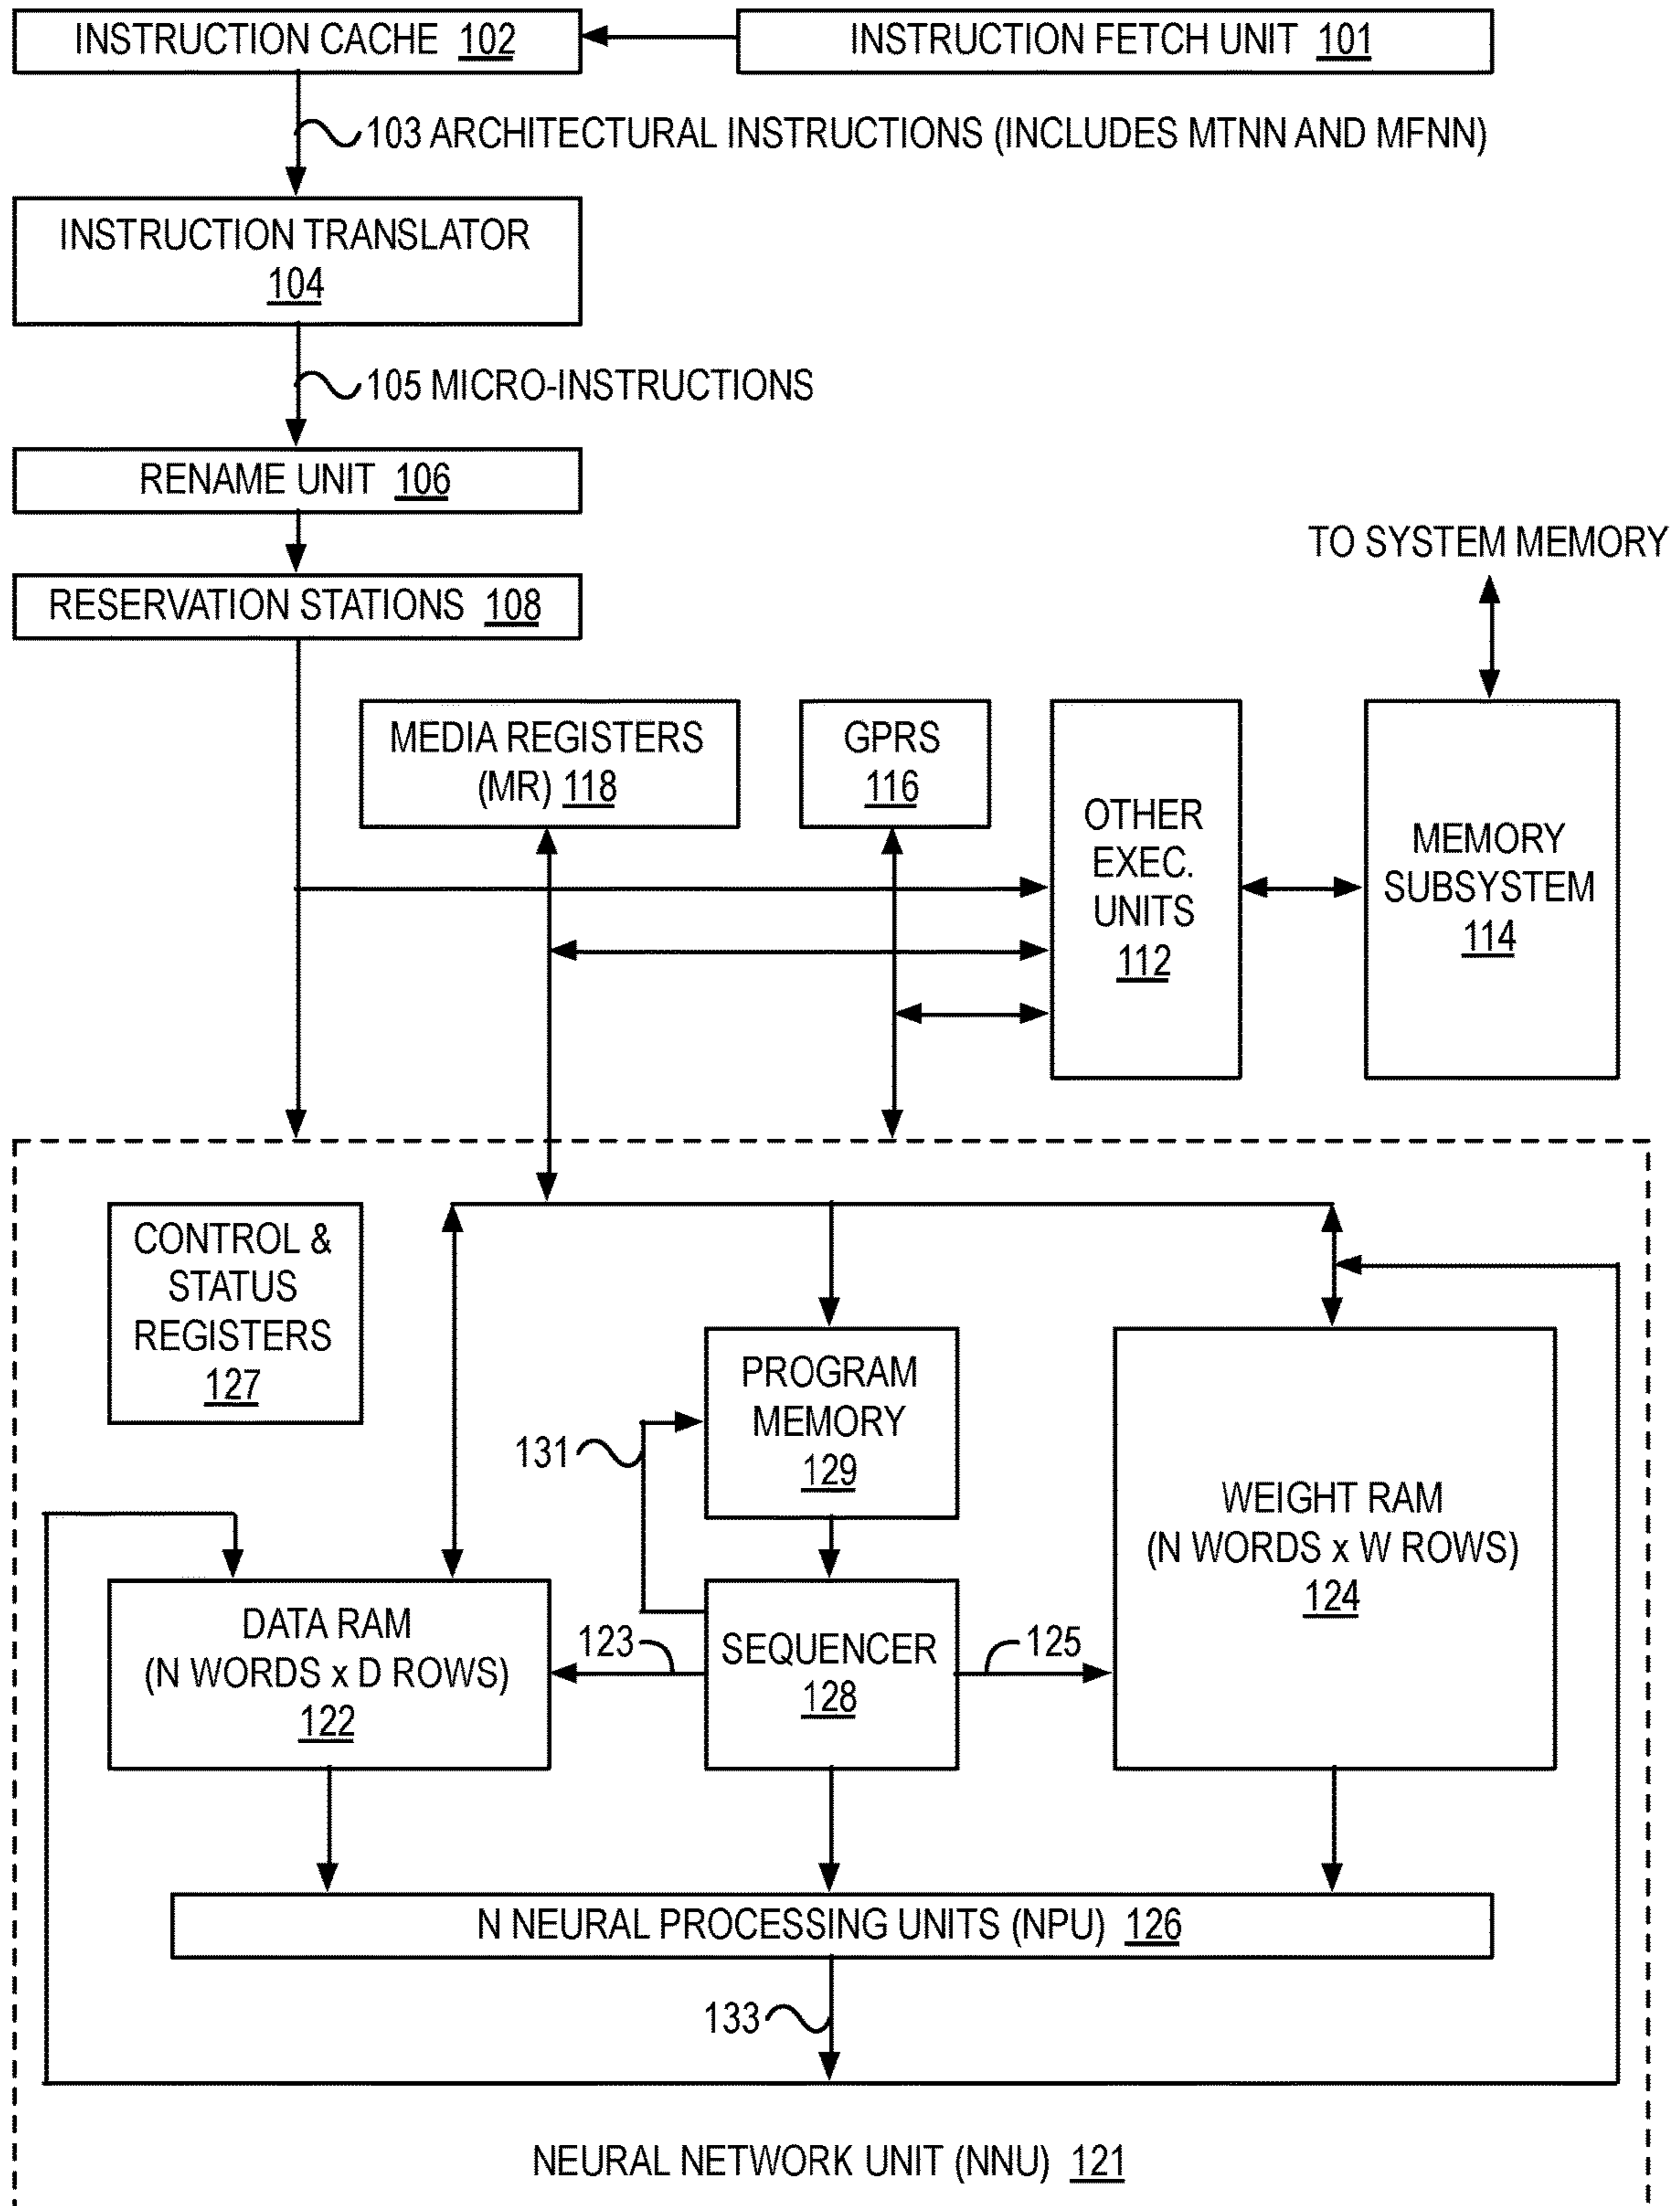 INSTRUCTION CACHE 102
INSTRUCTION FETCH UNIT 101
103 ARCHITECTURAL INSTRUCTIONS (INCLUDES MTNN AND MFNN)
INSTRUCTION TRANSLATOR
104
105 MICRO-INSTRUCTIONS
RENAME UNIT 106
TO SYSTEM MEMORY
RESERVATION STATIONS 108
MEDIA REGISTERS
(MR) 118
GPRS
116
OTHER
EXEC.
UNITS
112
MEMORY
SUBSYSTEM
114
CONTROL &
STATUS
REGISTERS
127
PROGRAM
MEMORY
129
131
WEIGHT RAM
(N WORDS x W ROWS)
124
DATA RAM
(N WORDS x D ROWS)
122
123
SEQUENCER
128
125
N NEURAL PROCESSING UNITS (NPU) 126
133
NEURAL NETWORK UNIT (NNU) 121